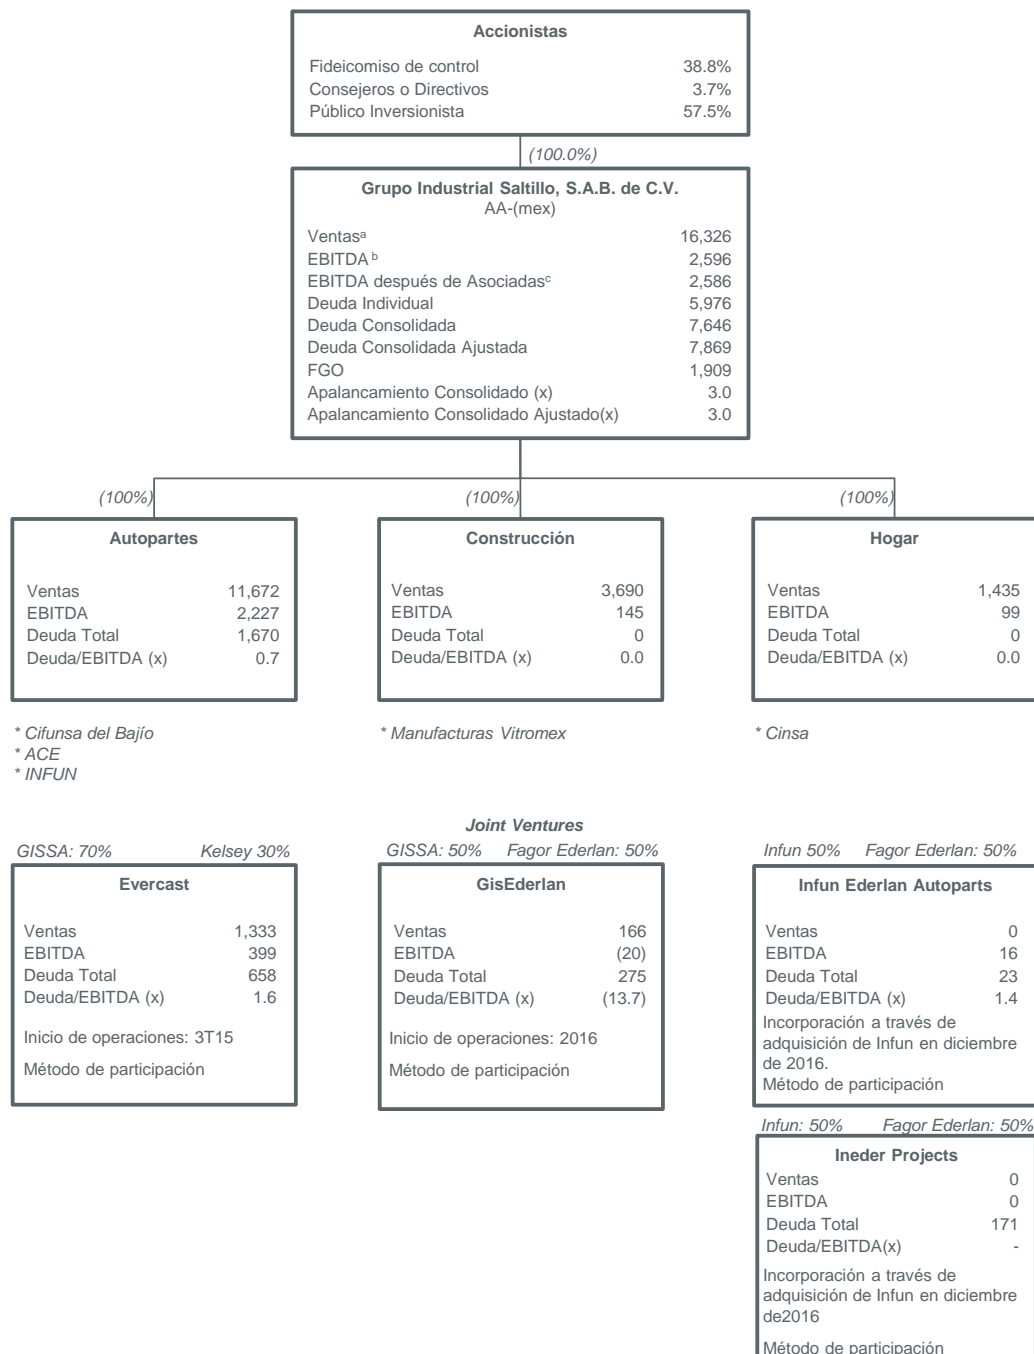 Accionistas
Fideicomiso de control 38.8%
Consejeros o Directivos 3.7%
Público Inversionista 57.5%
(100.0%)
Grupo Industrial Saltillo, S.A.B. de C.V.
AA-(mex)
Ventasᵃ 16,326
EBITDA ᵇ 2,596
EBITDA después de Asociadasᶜ 2,586
Deuda Individual 5,976
Deuda Consolidada 7,646
Deuda Consolidada Ajustada 7,869
FGO 1,909
Apalancamiento Consolidado (x) 3.0
Apalancamiento Consolidado Ajustado(x) 3.0
(100%)
Autopartes
Ventas 11,672
EBITDA 2,227
Deuda Total 1,670
Deuda/EBITDA (x) 0.7
* Cifunsa del Bajío
* ACE
* INFUN
(100%)
Construcción
Ventas 3,690
EBITDA 145
Deuda Total 0
Deuda/EBITDA (x) 0.0
* Manufacturas Vitromex
(100%)
Hogar
Ventas 1,435
EBITDA 99
Deuda Total 0
Deuda/EBITDA (x) 0.0
* Cinsa
Joint Ventures
GISSA: 70% Kelsey 30%
Evercast
Ventas 1,333
EBITDA 399
Deuda Total 658
Deuda/EBITDA (x) 1.6
Inicio de operaciones: 3T15
Método de participación
GISSA: 50% Fagor Ederlan: 50%
GisEderlan
Ventas 166
EBITDA (20)
Deuda Total 275
Deuda/EBITDA (x) (13.7)
Inicio de operaciones: 2016
Método de participación
Infun 50% Fagor Ederlan: 50%
Infun Ederlan Autoparts
Ventas 0
EBITDA 16
Deuda Total 23
Deuda/EBITDA (x) 1.4
Incorporación a través de
adquisición de Infun en diciembre
de 2016.
Método de participación
Infun: 50% Fagor Ederlan: 50%
Ineder Projects
Ventas 0
EBITDA 0
Deuda Total 171
Deuda/EBITDA(x) -
Incorporación a través de
adquisición de Infun en diciembre
de2016
Método de participación